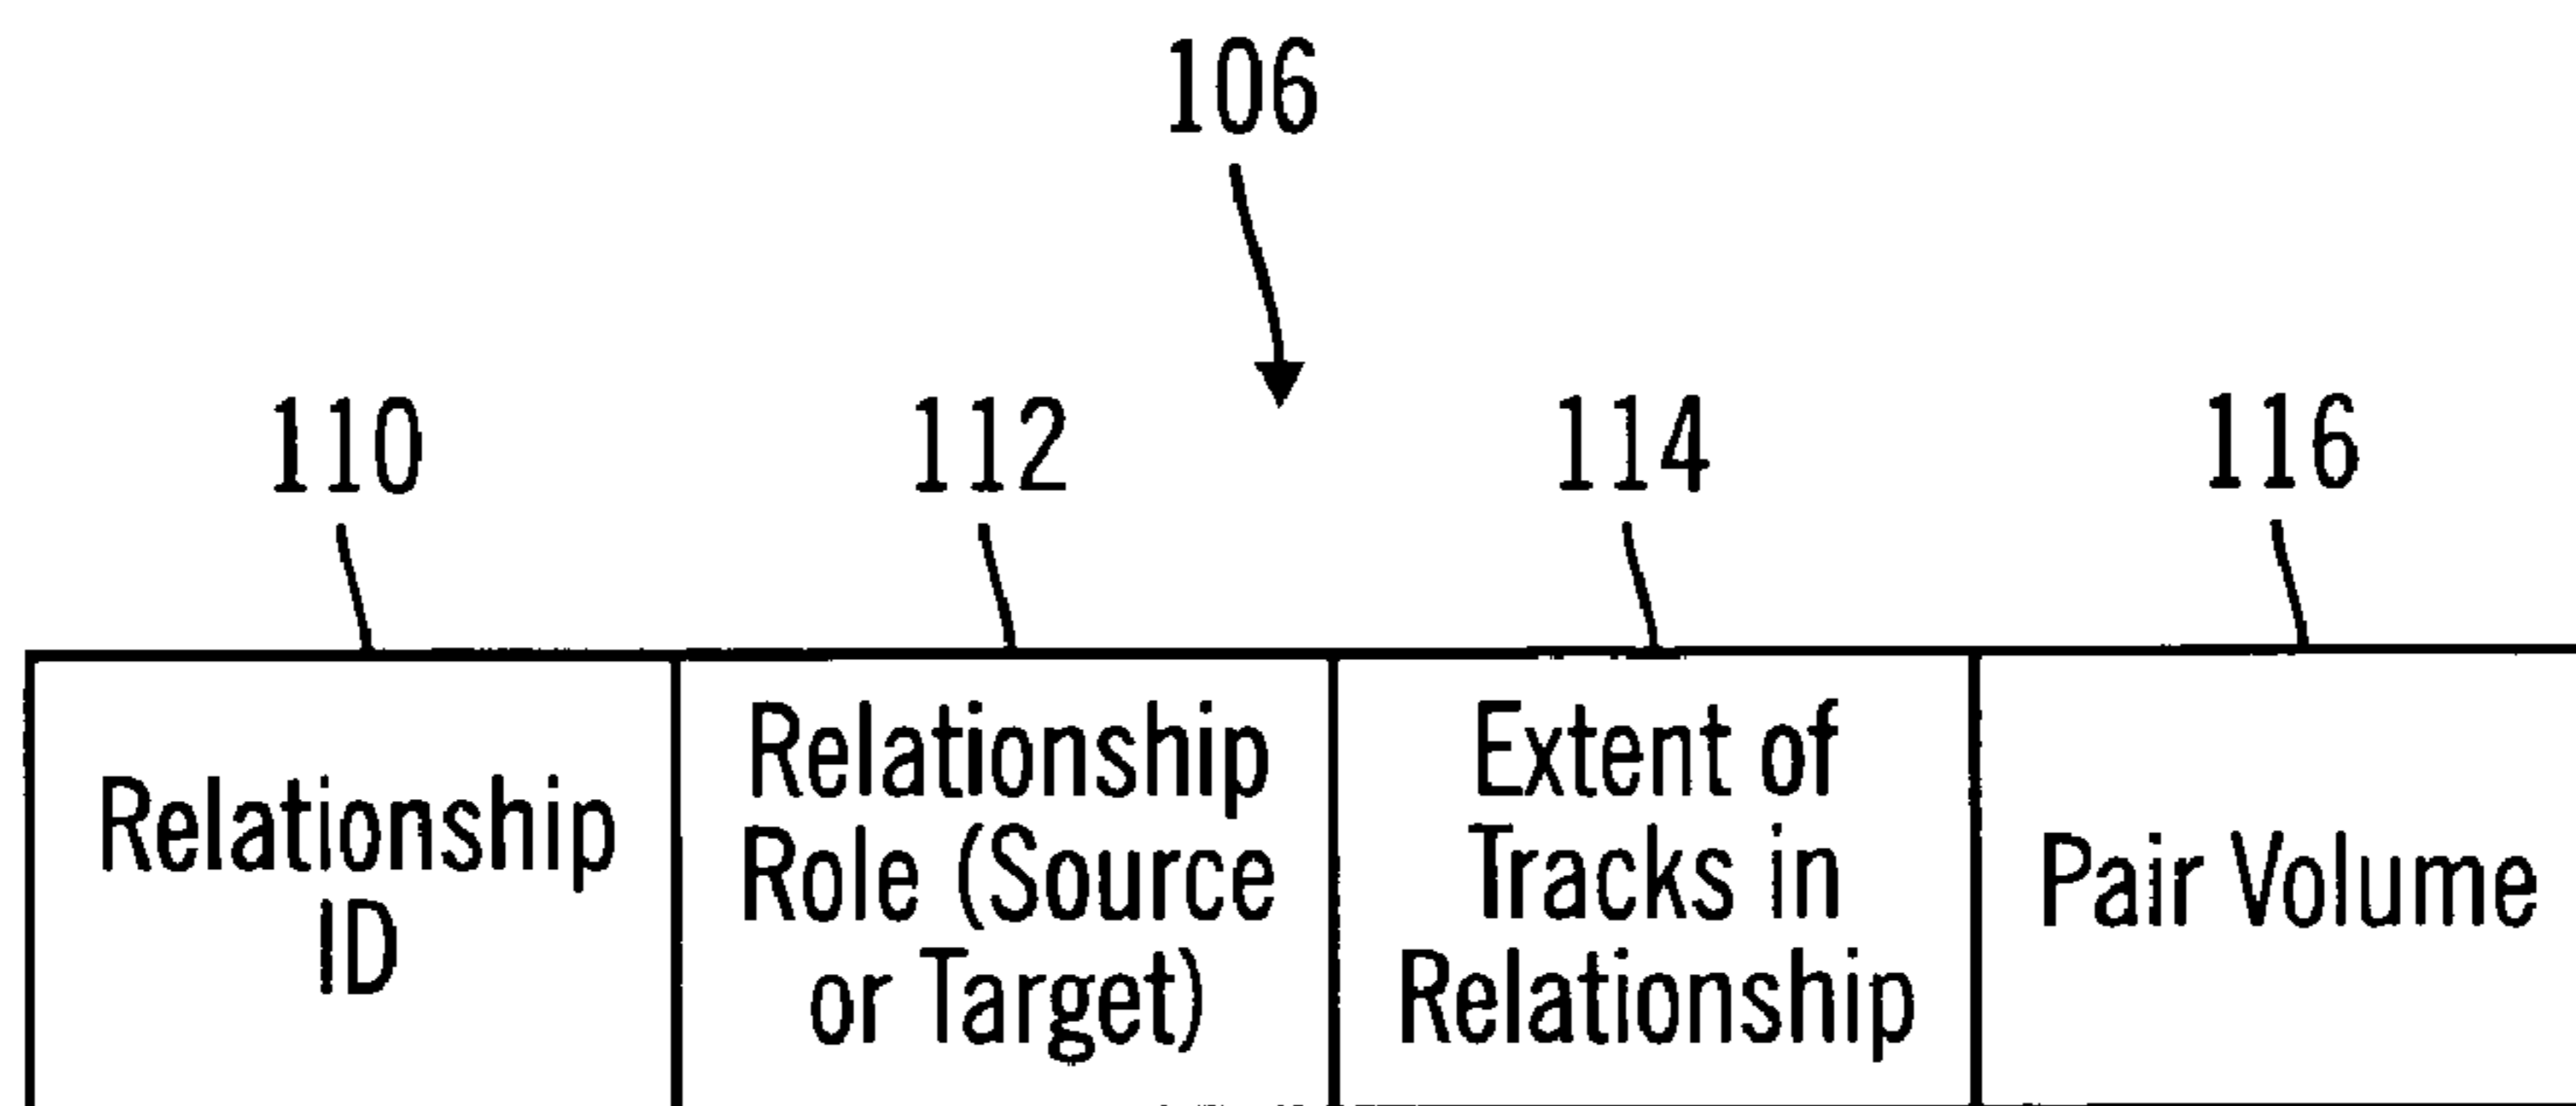 106
110
112
114
116
Relationship
ID
Relationship
Role (Source
or Target)
Extent of
Tracks in
Relationship
Pair Volume